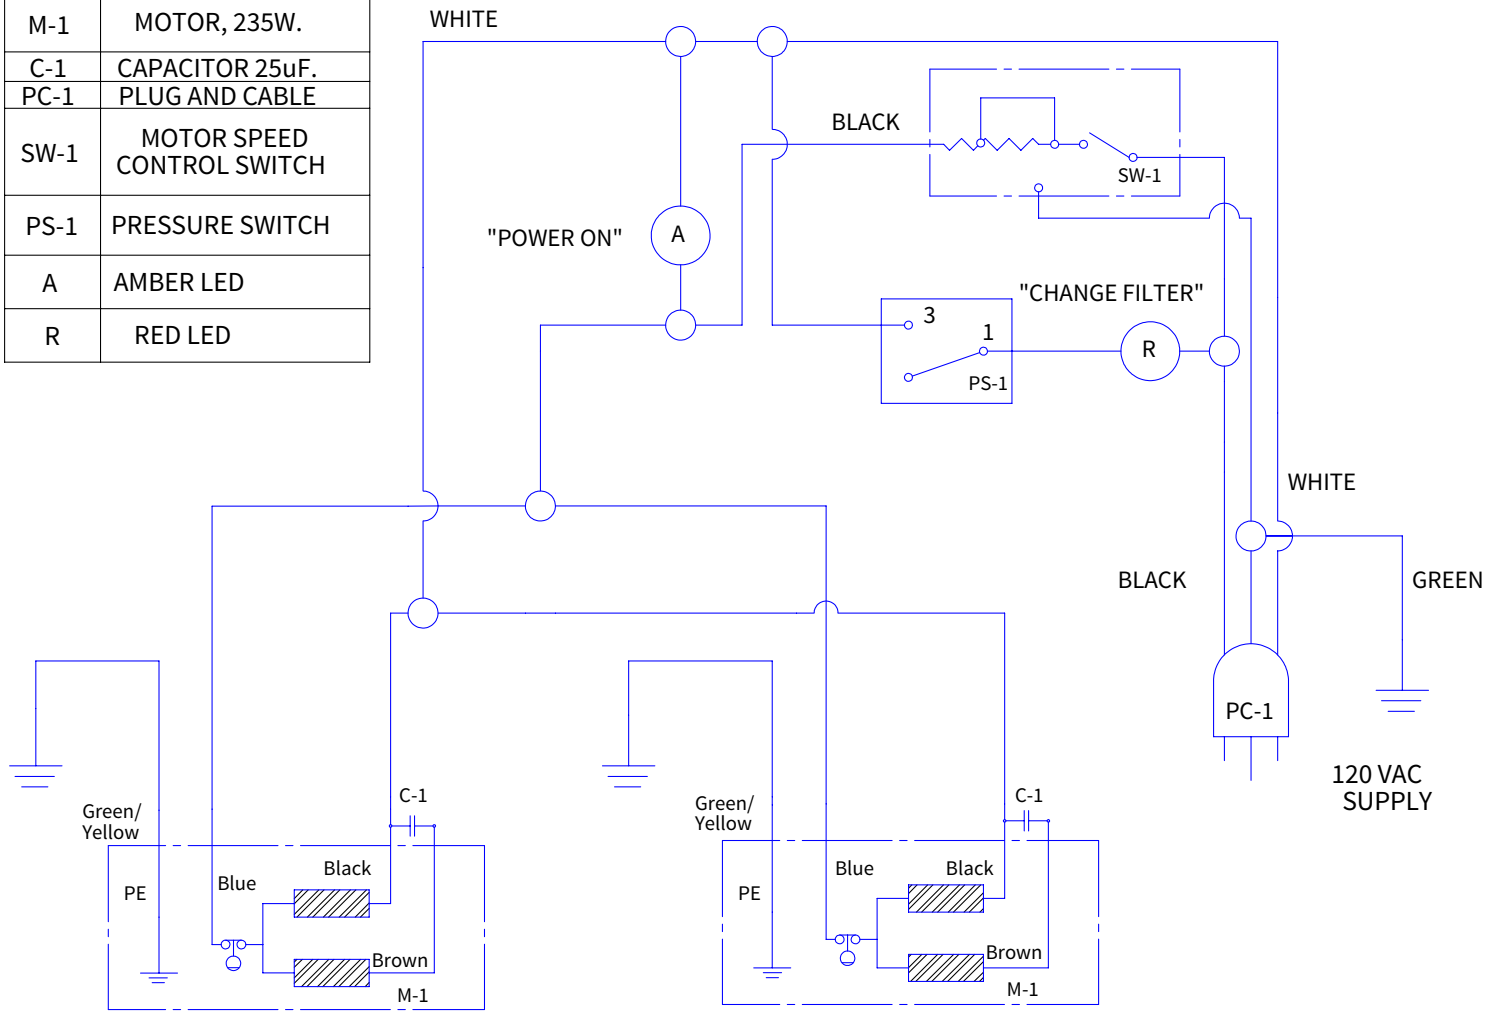 M-1 MOTOR, 235W.
C-1 CAPACITOR 25uF.
PC-1 PLUG AND CABLE
SW-1 MOTOR SPEED
CONTROL SWITCH
PS-1 PRESSURE SWITCH
A AMBER LED
R RED LED
WHITE
BLACK
SW-1
"POWER ON"
A
"CHANGE FILTER"
3
1
R
PS-1
WHITE
BLACK
GREEN
PC-1
120 VAC
SUPPLY
Green/
Yellow
C-1
PE
Blue
Black
Brown
M-1
Green/
Yellow
C-1
PE
Blue
Black
Brown
M-1